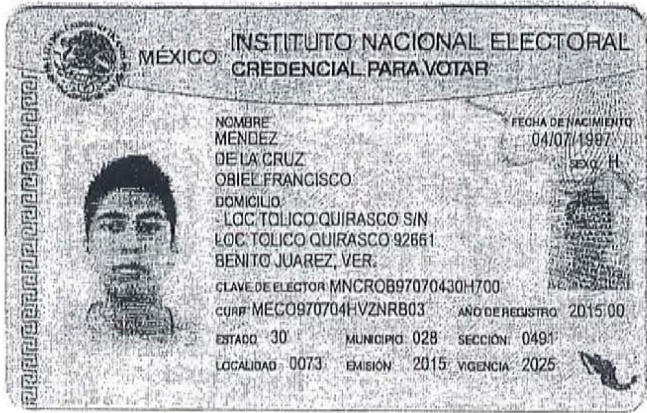 MÉXICO INSTITUTO NACIONAL ELECTORAL
CREDENCIAL PARA VOTAR
NOMBRE
MENDEZ
DE LA CRUZ
OBIEL FRANCISCO
FECHA DE NACIMIENTO
04/07/1997
SEXO H
DOMICILIO
- LOC TOLICO QUIRASCO S/N
LOC TOLICO QUIRASCO 92661
BENITO JUAREZ, VER.
CLAVE DE ELECTOR MNCROB97070430H700
CURP MECO970704HVZNRB03 AÑO DE REGISTRO 2015 00
ESTADO 30 MUNICIPIO 028 SECCIÓN 0491
LOCALIDAD 0073 EMISIÓN 2015 VIGENCIA 2025